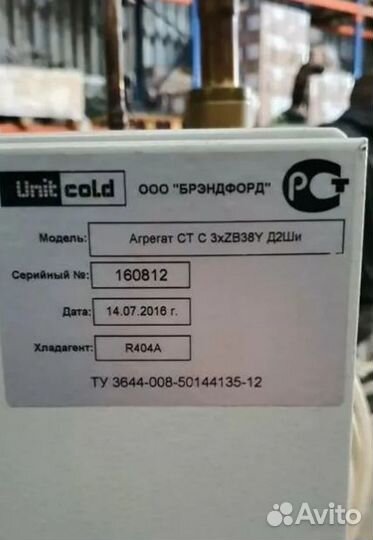 Unit cold ООО "БРЭНДФОРД" РСТ
Модель: Агрегат СТ С 3хZB38Y Д2Ши
Серийный №: 160812
Дата: 14.07.2016 г.
Хладагент: R404A
ТУ 3644-008-50144135-12
Avito